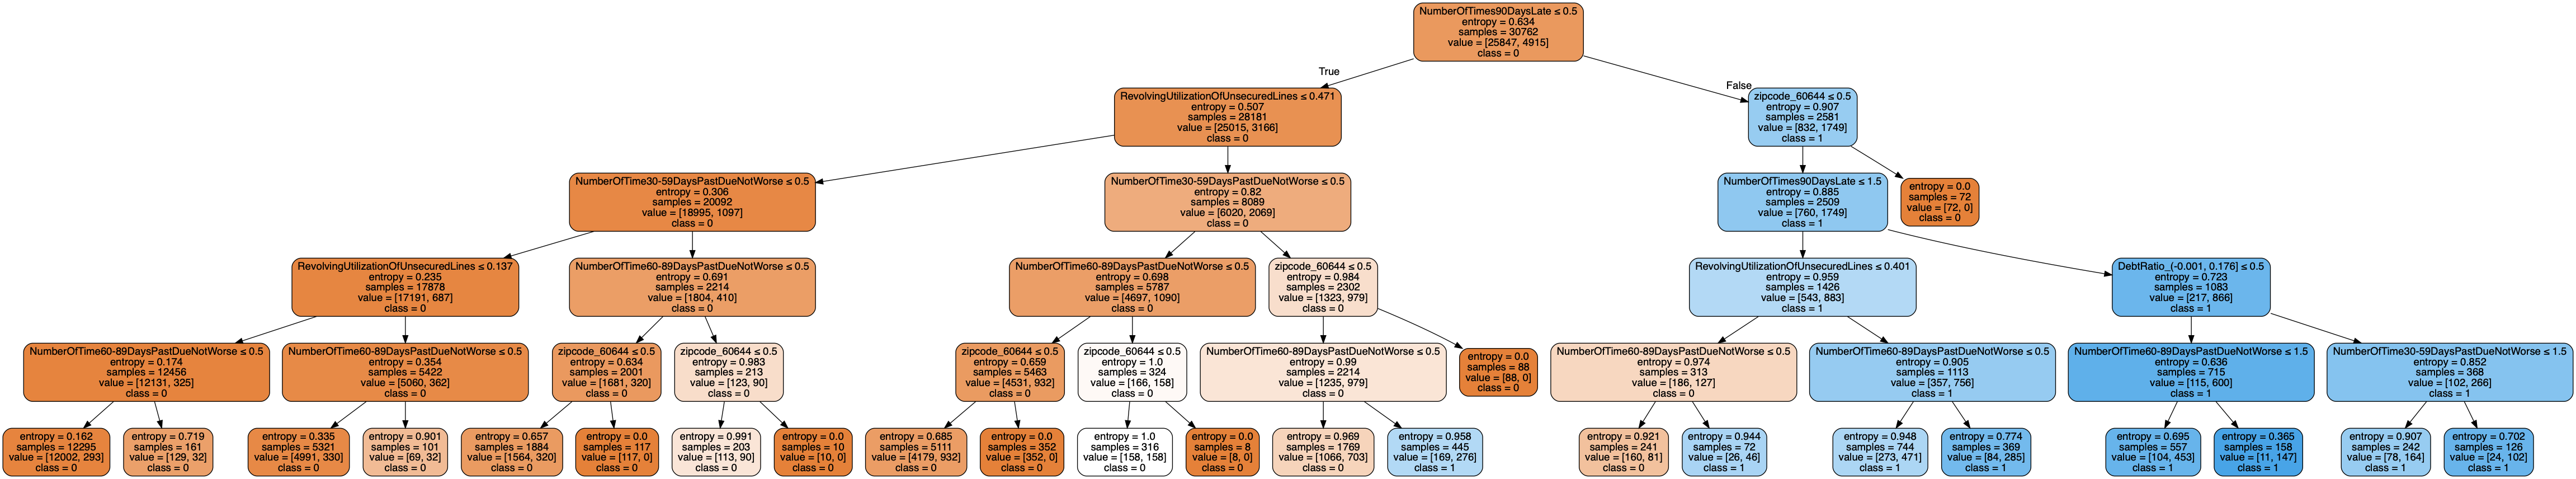 NumberOfTimes90DaysLate ≤ 0.5
entropy = 0.634
samples = 30762
value = [25847, 4915]
class = 0
True
False
RevolvingUtilizationOfUnsecuredLines ≤ 0.471
entropy = 0.507
samples = 28181
value = [25015, 3166]
class = 0
zipcode_60644 ≤ 0.5
entropy = 0.907
samples = 2581
value = [832, 1749]
class = 1
NumberOfTime30-59DaysPastDueNotWorse ≤ 0.5
entropy = 0.306
samples = 20092
value = [18995, 1097]
class = 0
NumberOfTime30-59DaysPastDueNotWorse ≤ 0.5
entropy = 0.82
samples = 8089
value = [6020, 2069]
class = 0
NumberOfTimes90DaysLate ≤ 1.5
entropy = 0.885
samples = 2509
value = [760, 1749]
class = 1
entropy = 0.0
samples = 72
value = [72, 0]
class = 0
RevolvingUtilizationOfUnsecuredLines ≤ 0.137
entropy = 0.235
samples = 17878
value = [17191, 687]
class = 0
NumberOfTime60-89DaysPastDueNotWorse ≤ 0.5
entropy = 0.691
samples = 2214
value = [1804, 410]
class = 0
NumberOfTime60-89DaysPastDueNotWorse ≤ 0.5
entropy = 0.698
samples = 5787
value = [4697, 1090]
class = 0
zipcode_60644 ≤ 0.5
entropy = 0.984
samples = 2302
value = [1323, 979]
class = 0
RevolvingUtilizationOfUnsecuredLines ≤ 0.401
entropy = 0.959
samples = 1426
value = [543, 883]
class = 1
DebtRatio_(-0.001, 0.176] ≤ 0.5
entropy = 0.723
samples = 1083
value = [217, 866]
class = 1
NumberOfTime60-89DaysPastDueNotWorse ≤ 0.5
entropy = 0.174
samples = 12456
value = [12131, 325]
class = 0
NumberOfTime60-89DaysPastDueNotWorse ≤ 0.5
entropy = 0.354
samples = 5422
value = [5060, 362]
class = 0
zipcode_60644 ≤ 0.5
entropy = 0.634
samples = 2001
value = [1681, 320]
class = 0
zipcode_60644 ≤ 0.5
entropy = 0.983
samples = 213
value = [123, 90]
class = 0
zipcode_60644 ≤ 0.5
entropy = 0.659
samples = 5463
value = [4531, 932]
class = 0
zipcode_60644 ≤ 0.5
entropy = 1.0
samples = 324
value = [166, 158]
class = 0
NumberOfTime60-89DaysPastDueNotWorse ≤ 0.5
entropy = 0.99
samples = 2214
value = [1235, 979]
class = 0
entropy = 0.0
samples = 88
value = [88, 0]
class = 0
NumberOfTime60-89DaysPastDueNotWorse ≤ 0.5
entropy = 0.974
samples = 313
value = [186, 127]
class = 0
NumberOfTime60-89DaysPastDueNotWorse ≤ 0.5
entropy = 0.905
samples = 1113
value = [357, 756]
class = 1
NumberOfTime60-89DaysPastDueNotWorse ≤ 1.5
entropy = 0.636
samples = 715
value = [115, 600]
class = 1
NumberOfTime30-59DaysPastDueNotWorse ≤ 1.5
entropy = 0.852
samples = 368
value = [102, 266]
class = 1
entropy = 0.162
samples = 12295
value = [12002, 293]
class = 0
entropy = 0.719
samples = 161
value = [129, 32]
class = 0
entropy = 0.335
samples = 5321
value = [4991, 330]
class = 0
entropy = 0.901
samples = 101
value = [69, 32]
class = 0
entropy = 0.657
samples = 1884
value = [1564, 320]
class = 0
entropy = 0.0
samples = 117
value = [117, 0]
class = 0
entropy = 0.991
samples = 203
value = [113, 90]
class = 0
entropy = 0.0
samples = 10
value = [10, 0]
class = 0
entropy = 0.685
samples = 5111
value = [4179, 932]
class = 0
entropy = 0.0
samples = 352
value = [352, 0]
class = 0
entropy = 1.0
samples = 316
value = [158, 158]
class = 0
entropy = 0.0
samples = 8
value = [8, 0]
class = 0
entropy = 0.969
samples = 1769
value = [1066, 703]
class = 0
entropy = 0.958
samples = 445
value = [169, 276]
class = 1
entropy = 0.921
samples = 241
value = [160, 81]
class = 0
entropy = 0.944
samples = 72
value = [26, 46]
class = 1
entropy = 0.948
samples = 744
value = [273, 471]
class = 1
entropy = 0.774
samples = 369
value = [84, 285]
class = 1
entropy = 0.695
samples = 557
value = [104, 453]
class = 1
entropy = 0.365
samples = 158
value = [11, 147]
class = 1
entropy = 0.907
samples = 242
value = [78, 164]
class = 1
entropy = 0.702
samples = 126
value = [24, 102]
class = 1